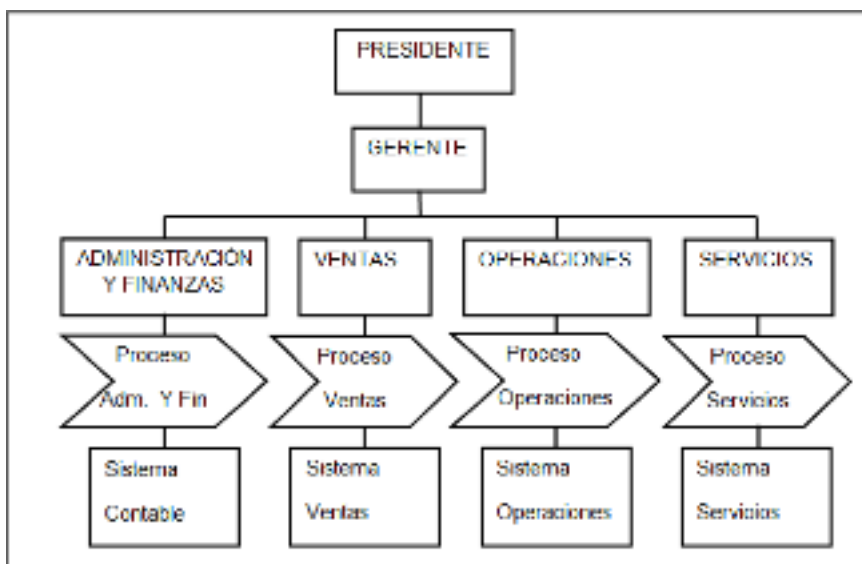 PRESIDENTE
GERENTE
ADMINISTRACIÓN
Y FINANZAS
VENTAS
OPERACIONES
SERVICIOS
Proceso
Adm. Y Fin
Proceso
Ventas
Proceso
Operaciones
Proceso
Servicios
Sistema
Contable
Sistema
Ventas
Sistema
Operaciones
Sistema
Servicios